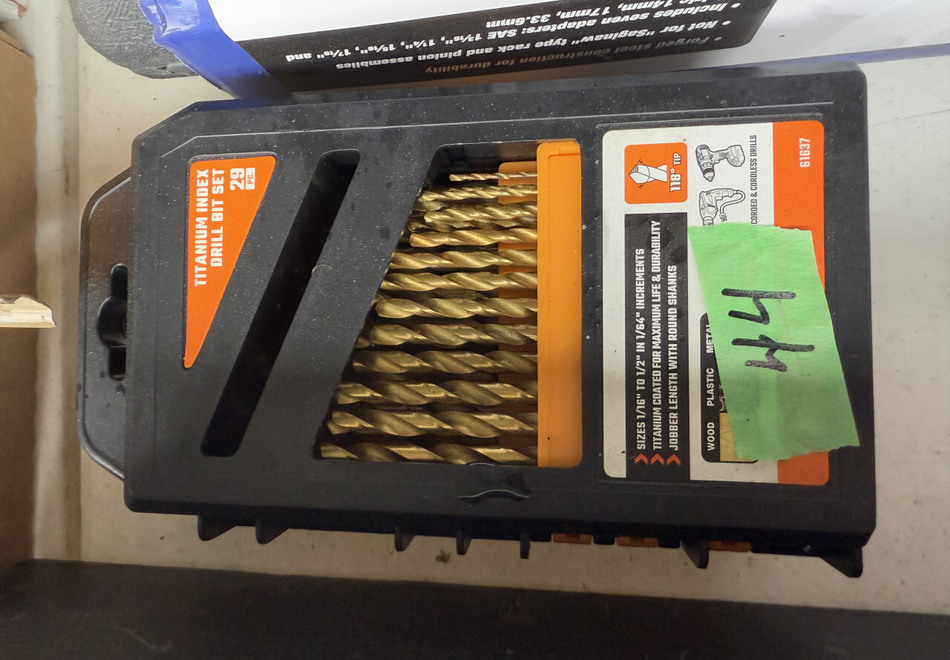 • Forged steel construction for durability
• Not for "Saginaw" type rack and pinion assemblies
• Includes seven adapters: SAE and
14mm, 17mm, 33.6mm
TITANIUM INDEX
DRILL BIT SET
29
PC.
118° TIP
CORDED & CORDLESS DRILLS
61637
SIZES 1/16" TO 1/2" IN 1/64" INCREMENTS
TITANIUM COATED FOR MAXIMUM LIFE & DURABILITY
JOBBER LENGTH WITH ROUND SHANKS
WOOD PLASTIC METAL
4